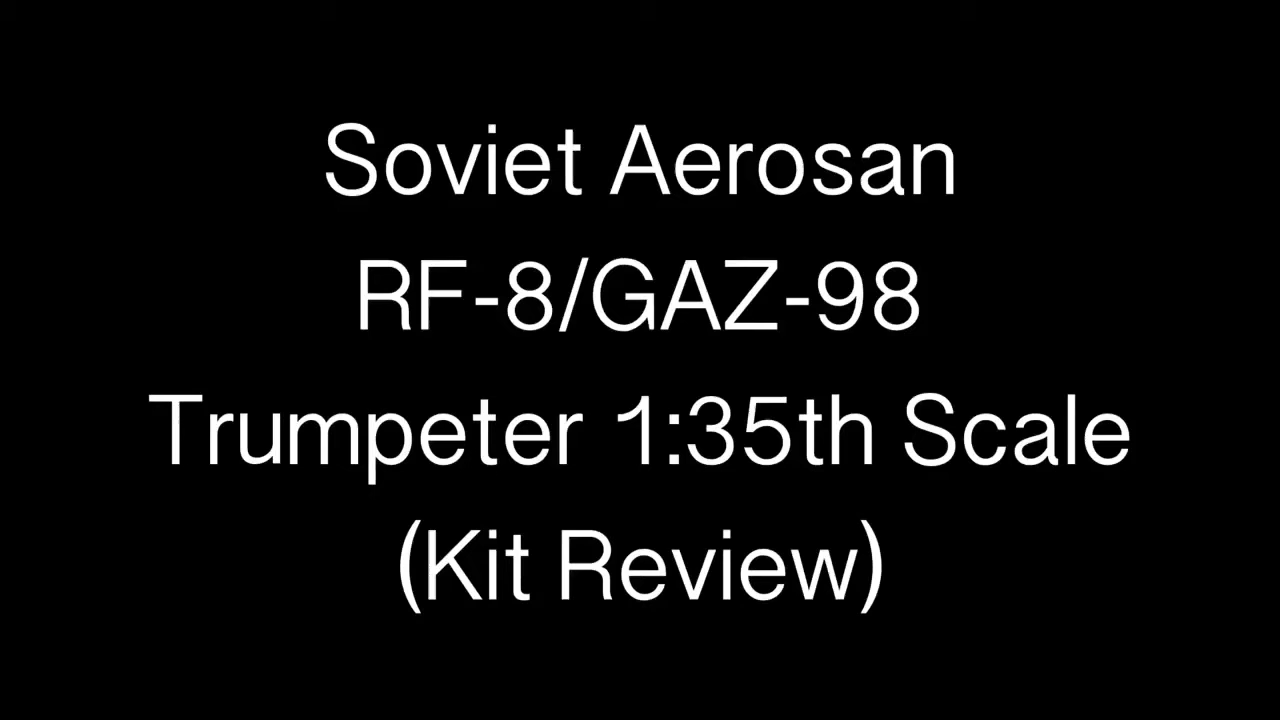 Soviet Aerosan
RF-8/GAZ-98
Trumpeter 1:35th Scale
(Kit Review)